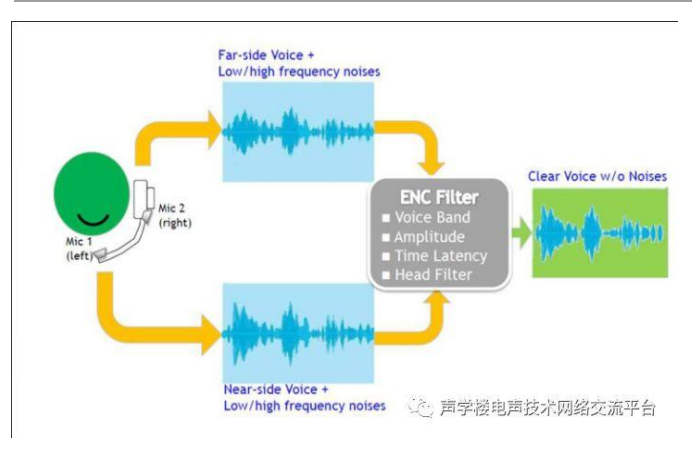 Far-side Voice +
Low/high frequency noises
Clear Voice w/o Noises
ENC Filter
■ Voice Band
■ Amplitude
■ Time Latency
■ Head Filter
Mic 2
(right)
Mic 1
(left)
Near-side Voice +
Low/high frequency noises
声学楼电声技术网络交流平台